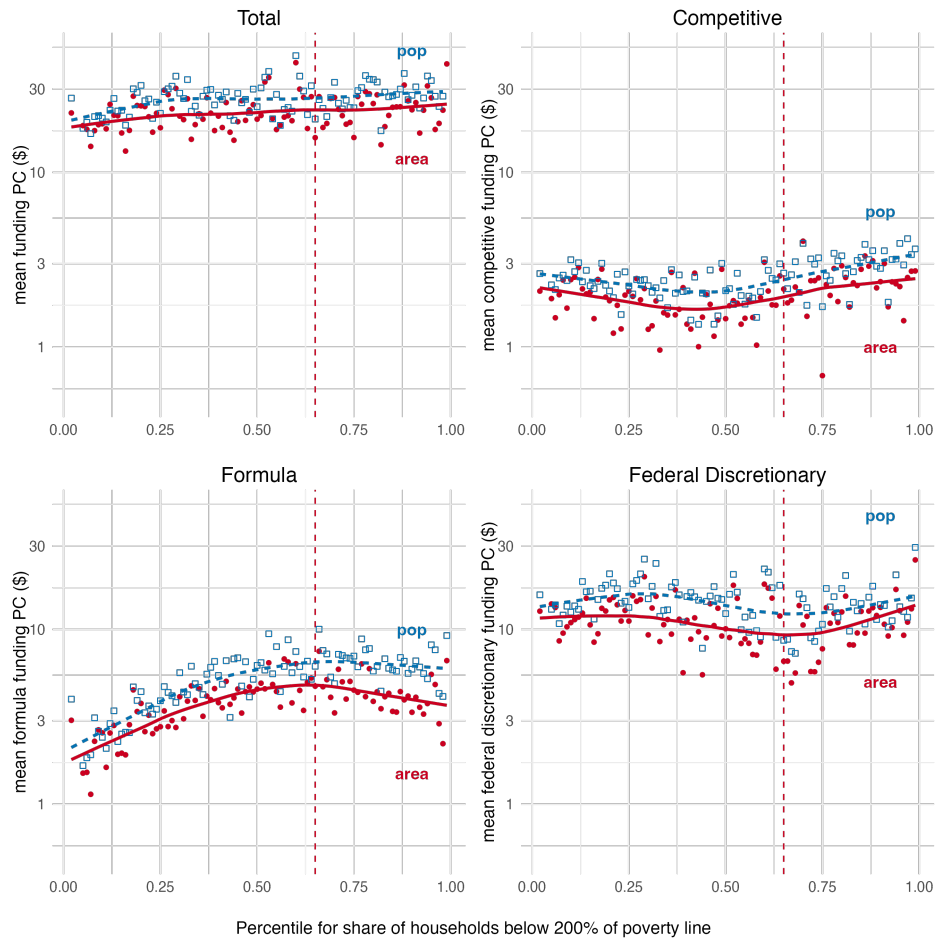 Total
mean funding PC ($)
30
10
3
1
pop
area
0.00 0.25 0.50 0.75 1.00
Competitive
mean competitive funding PC ($)
30
10
3
1
pop
area
0.00 0.25 0.50 0.75 1.00
Formula
mean formula funding PC ($)
30
10
3
1
pop
area
0.00 0.25 0.50 0.75 1.00
Federal Discretionary
mean federal discretionary funding PC ($)
30
10
3
1
pop
area
0.00 0.25 0.50 0.75 1.00
Percentile for share of households below 200% of poverty line